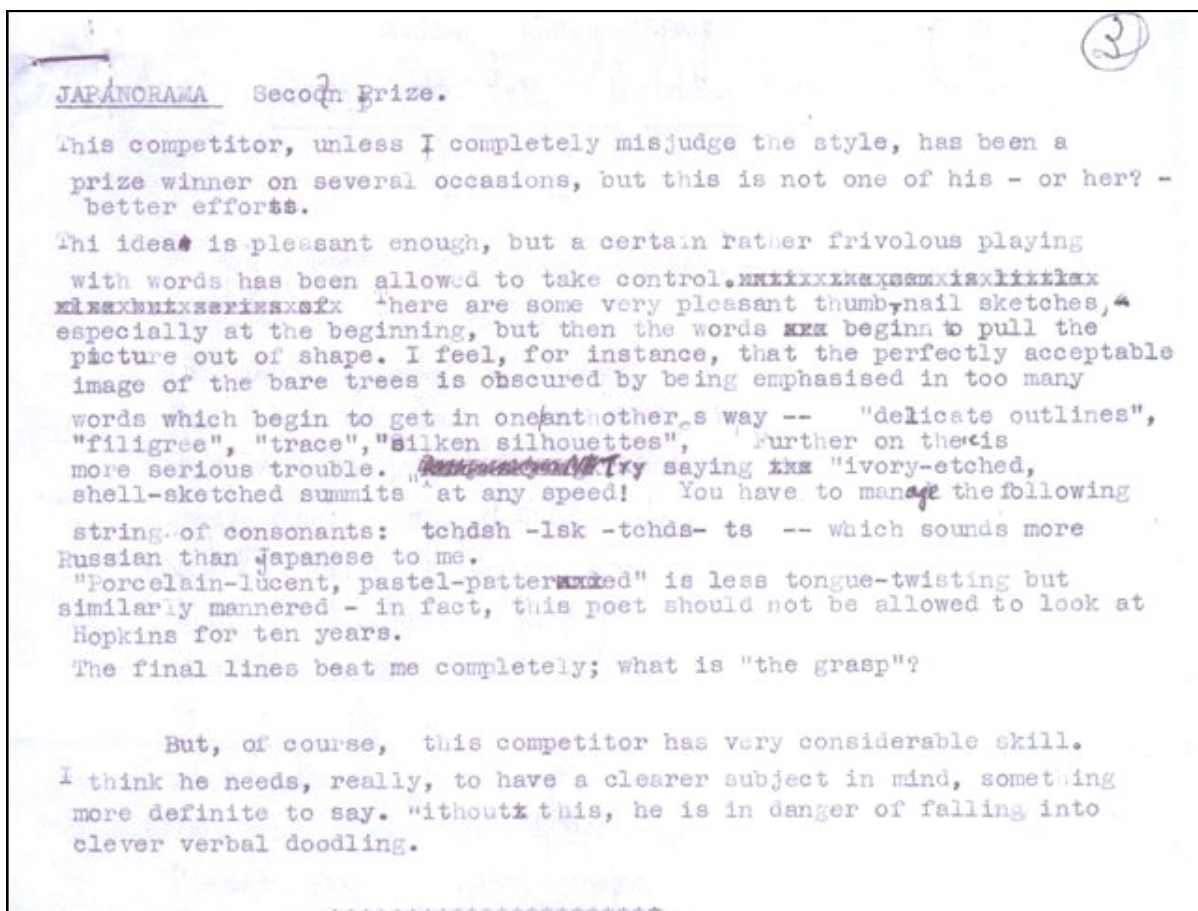 3
JAPANORAMA Secodn Prize.
This competitor, unless I completely misjudge the style, has been a
prize winner on several occasions, but this is not one of his - or her? -
better efforts.
Thi idea is pleasant enough, but a certain rather frivolous playing
with words has been allowed to take control.
There are some very pleasant thumb-nail sketches,
especially at the beginning, but then the words beginn to pull the
picture out of shape. I feel, for instance, that the perfectly acceptable
image of the bare trees is obscured by being emphasised in too many
words which begin to get in one anthother,s way -- "delicate outlines",
"filigree", "trace", "silken silhouettes", Further on there is
more serious trouble. Try saying "ivory-etched,
shell-sketched summits" at any speed! You have to manage the following
string of consonants: tchdsh -lsk -tchds- ts -- which sounds more
Russian than Japanese to me.
"Porcelain-lucent, pastel-patterned" is less tongue-twisting but
similarly mannered - in fact, this poet should not be allowed to look at
Hopkins for ten years.
The final lines beat me completely; what is "the grasp"?
But, of course, this competitor has very considerable skill.
I think he needs, really, to have a clearer subject in mind, something
more definite to say. "ithout this, he is in danger of falling into
clever verbal doodling.